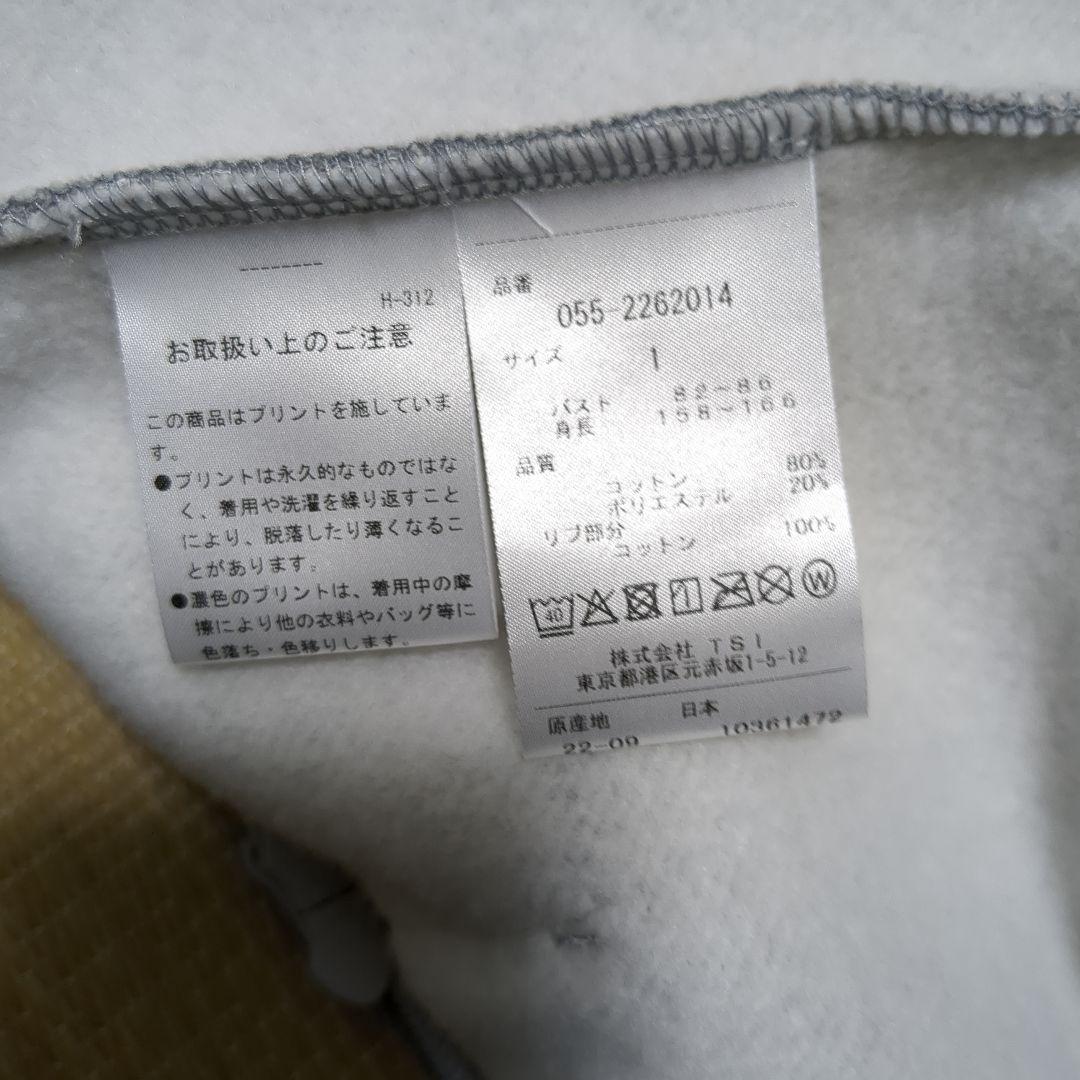 H-312
お取扱い上のご注意
この商品はプリントを施していま
す。
●プリントは永久的なものではな
く、着用や洗濯を繰り返すこと
により、脱落したり薄くなるこ
とがあります。
●濃色のプリントは、着用中の摩
擦により他の衣料やバッグ等に
色落ち・色移りします。
品番
055-2262014
サイズ 1
バスト 82~86
身長 158~166
品質
コットン 80%
ポリエステル 20%
リブ部分
コットン 100%
40 W
株式会社 TSI
東京都港区元赤坂1-5-12
原産地 日本
22-09 10361472